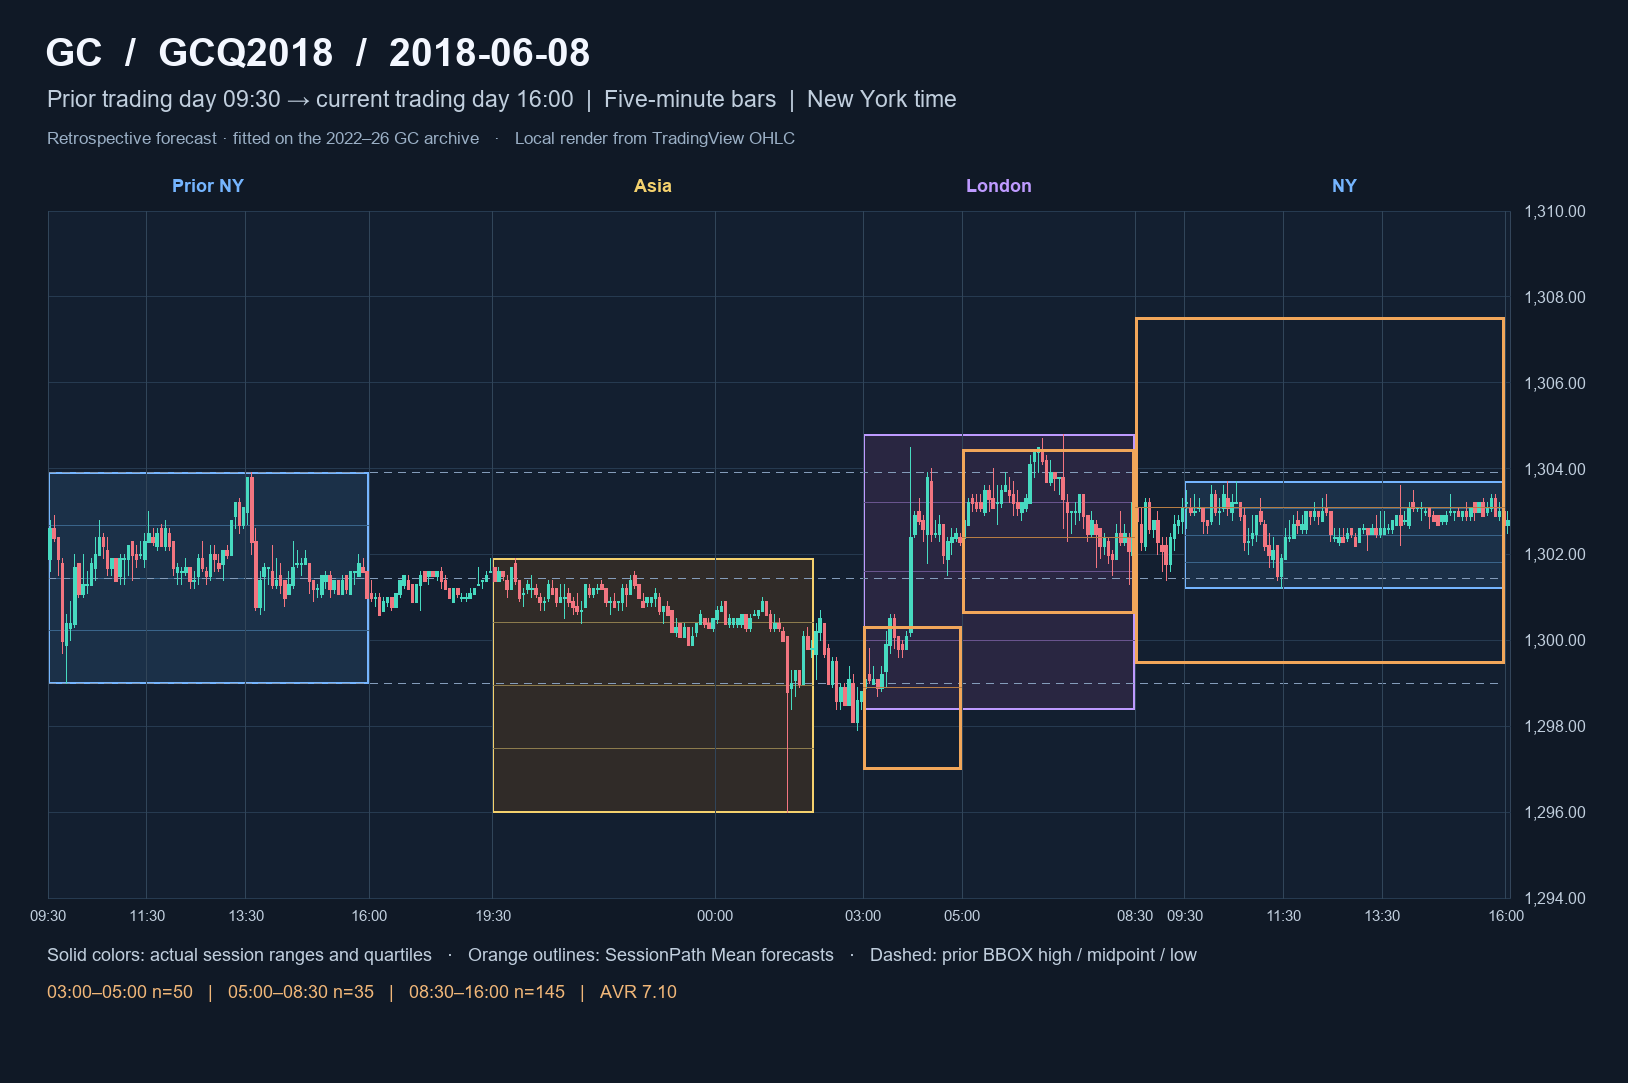 GC / GCQ2018 / 2018-06-08
Prior trading day 09:30 → current trading day 16:00 | Five-minute bars | New York time
Retrospective forecast · fitted on the 2022–26 GC archive · Local render from TradingView OHLC
Prior NY Asia London NY
1,310.00
1,308.00
1,306.00
1,304.00
1,302.00
1,300.00
1,298.00
1,296.00
1,294.00
09:30 11:30 13:30 16:00 19:30 00:00 03:00 05:00 08:30 09:30 11:30 13:30 16:00
Solid colors: actual session ranges and quartiles · Orange outlines: SessionPath Mean forecasts · Dashed: prior BBOX high / midpoint / low
03:00–05:00 n=50 | 05:00–08:30 n=35 | 08:30–16:00 n=145 | AVR 7.10